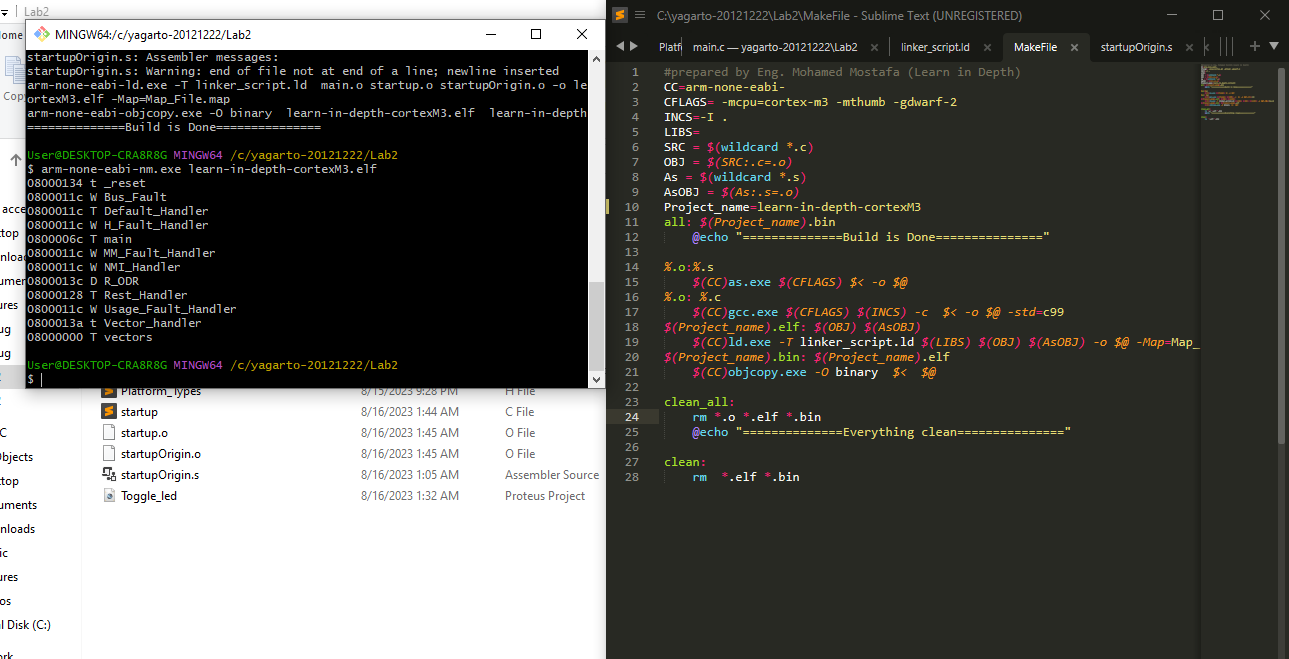 Lab2
MINGW64:/c/yagarto-20121222/Lab2
startupOrigin.s: Assembler messages:
startupOrigin.s: Warning: end of file not at end of a line; newline inserted
arm-none-eabi-ld.exe -T linker_script.ld  main.o startup.o startupOrigin.o -o le
ortexM3.elf -Map=Map_File.map
arm-none-eabi-objcopy.exe -O binary  learn-in-depth-cortexM3.elf  learn-in-depth
==============Build is Done===============
User@DESKTOP-CRA8R8G MINGW64 /c/yagarto-20121222/Lab2
$ arm-none-eabi-nm.exe learn-in-depth-cortexM3.elf
08000134 t _reset
0800011c W Bus_Fault
0800011c T Default_Handler
0800011c W H_Fault_Handler
0800006c T main
0800011c W MM_Fault_Handler
0800011c W NMI_Handler
0800013c D R_ODR
08000128 T Rest_Handler
0800011c W Usage_Fault_Handler
0800013a t Vector_handler
08000000 T vectors
User@DESKTOP-CRA8R8G MINGW64 /c/yagarto-20121222/Lab2
$
Platform_Types 8/15/2023 9:28 PM H File
startup 8/16/2023 1:44 AM C File
startup.o 8/16/2023 1:45 AM O File
startupOrigin.o 8/16/2023 1:45 AM O File
startupOrigin.s 8/16/2023 1:05 AM Assembler Source
Toggle_led 8/16/2023 1:32 AM Proteus Project
ome
Cop
acce
top
nloa
umer
ures
ug
ug
C
Objects
top
uments
nloads
ic
ures
os
l Disk (C:)
ork
C:\yagarto-20121222\Lab2\MakeFile - Sublime Text (UNREGISTERED)
Platf main.c — yagarto-20121222\Lab2 linker_script.ld MakeFile startupOrigin.s
1 #prepared by Eng. Mohamed Mostafa (Learn in Depth)
2 CC=arm-none-eabi-
3 CFLAGS= -mcpu=cortex-m3 -mthumb -gdwarf-2
4 INCS=-I .
5 LIBS=
6 SRC = $(wildcard *.c)
7 OBJ = $(SRC:.c=.o)
8 As = $(wildcard *.s)
9 AsOBJ = $(As:.s=.o)
10 Project_name=learn-in-depth-cortexM3
11 all: $(Project_name).bin
12 @echo "==============Build is Done==============="
13
14 %.o:%.s
15 $(CC)as.exe $(CFLAGS) $< -o $@
16 %.o: %.c
17 $(CC)gcc.exe $(CFLAGS) $(INCS) -c  $< -o $@ -std=c99
18 $(Project_name).elf: $(OBJ) $(AsOBJ)
19 $(CC)ld.exe -T linker_script.ld $(LIBS) $(OBJ) $(AsOBJ) -o $@ -Map=Map_
20 $(Project_name).bin: $(Project_name).elf
21 $(CC)objcopy.exe -O binary  $<  $@
22
23 clean_all:
24 rm *.o *.elf *.bin
25 @echo "==============Everything clean==============="
26
27 clean:
28 rm  *.elf *.bin